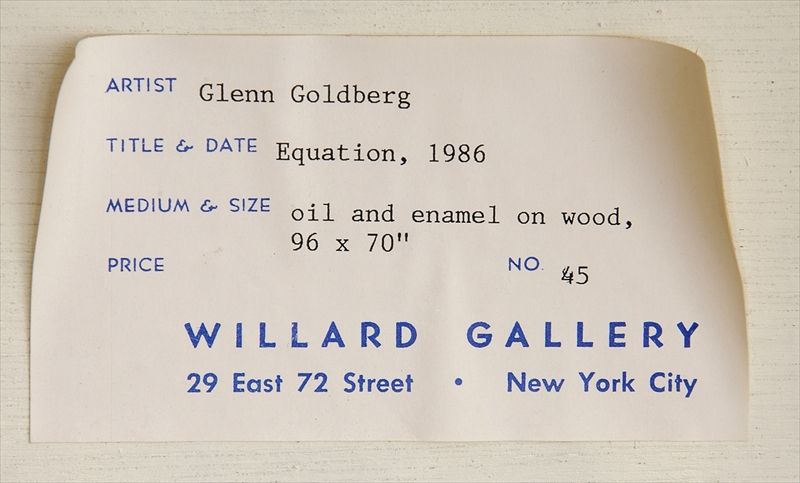 ARTIST Glenn Goldberg
TITLE & DATE Equation, 1986
MEDIUM & SIZE oil and enamel on wood,
96 x 70"
PRICE NO. 45
WILLARD GALLERY
29 East 72 Street • New York City